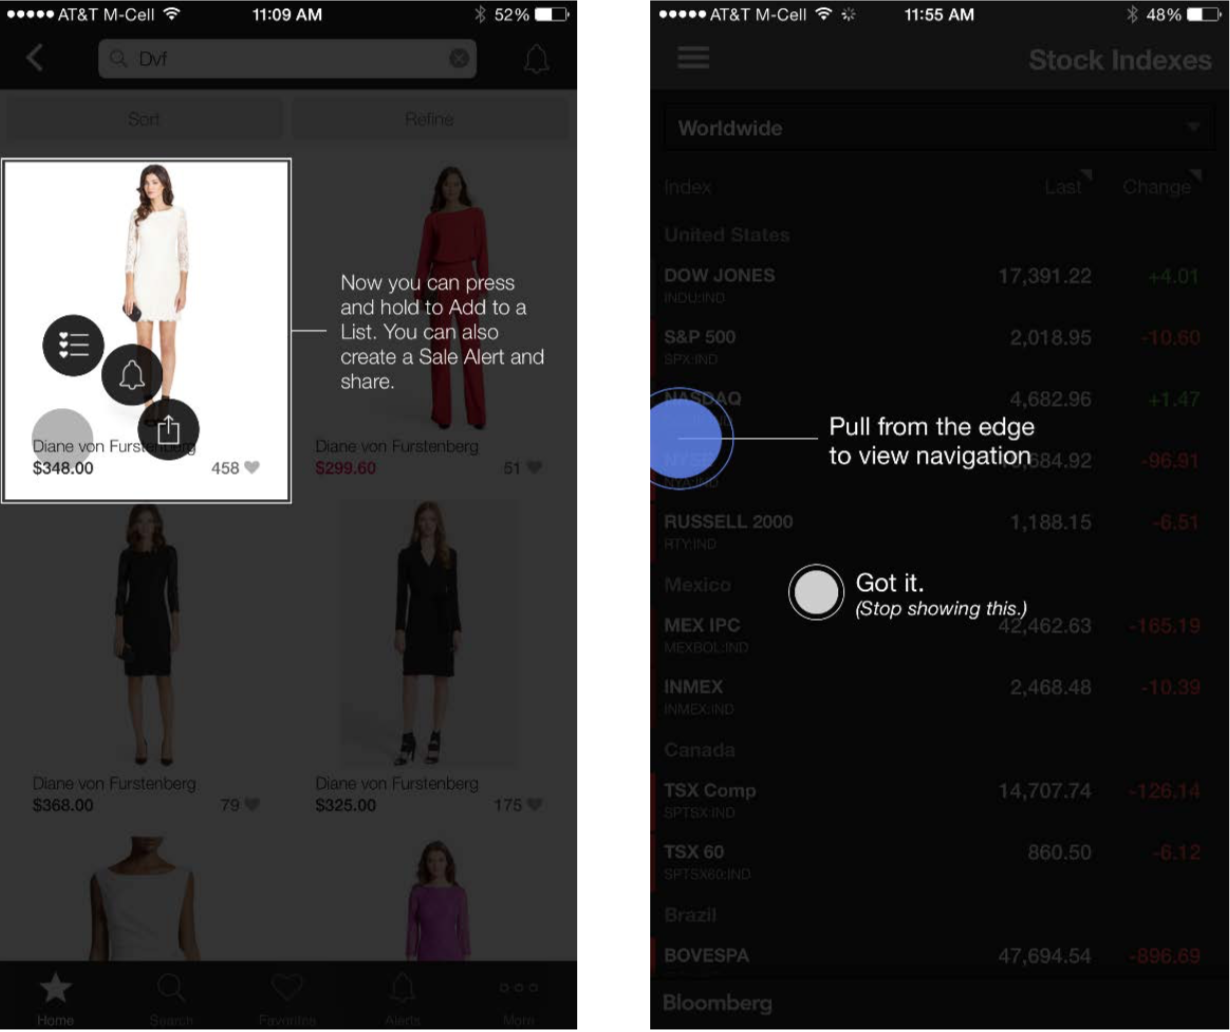 AT&T M-Cell 11:09 AM 52%
Dvf
Sort Refine
Now you can press
and hold to Add to a
List. You can also
create a Sale Alert and
share.
Diane von Furstenberg
$348.00 458
Diane von Furstenberg
$299.60 51
Diane von Furstenberg
$368.00 79
Diane von Furstenberg
$325.00 175
Home Search Favorites Alerts More
AT&T M-Cell 11:55 AM 48%
Stock Indexes
Worldwide
Index Last Change
United States
DOW JONES 17,391.22 +4.01
INDU:IND
S&P 500 2,018.95 -10.60
SPX:IND
NASDAQ 4,682.96 +1.47
Pull from the edge
to view navigation
-96.91
NYA:IND
RUSSELL 2000 1,188.15 -6.51
RTY:IND
Got it.
(Stop showing this.)
Mexico
MEX IPC 42,462.63 -165.19
MEXBOL:IND
INMEX 2,468.48 -10.39
INMEX:IND
Canada
TSX Comp 14,707.74 -126.14
SPTSX:IND
TSX 60 860.50 -6.12
SPTSX60:IND
Brazil
BOVESPA 47,694.54 -896.69
Bloomberg